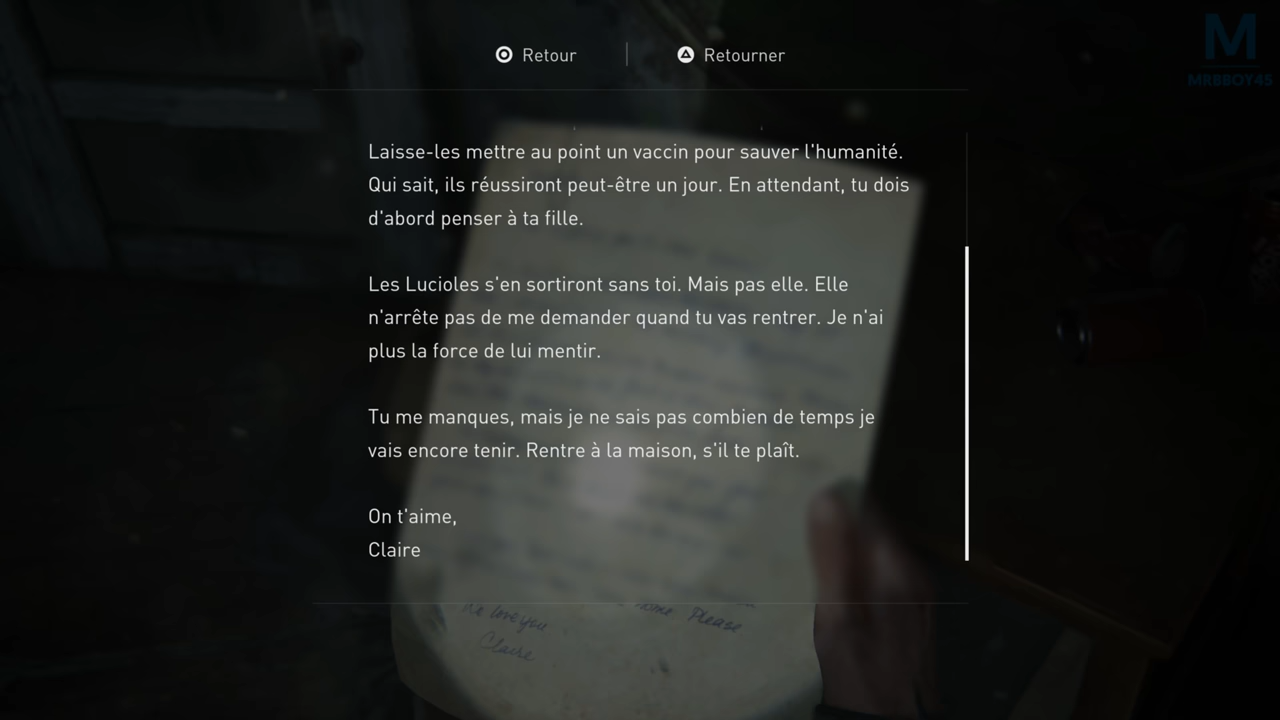 Retour
Retourner
M
MRBBOY45
Laisse-les mettre au point un vaccin pour sauver l'humanité.
Qui sait, ils réussiront peut-être un jour. En attendant, tu dois
d'abord penser à ta fille.
Les Lucioles s'en sortiront sans toi. Mais pas elle. Elle
n'arrête pas de me demander quand tu vas rentrer. Je n'ai
plus la force de lui mentir.
Tu me manques, mais je ne sais pas combien de temps je
vais encore tenir. Rentre à la maison, s'il te plaît.
On t'aime,
Claire
home Please
We love you
Claire